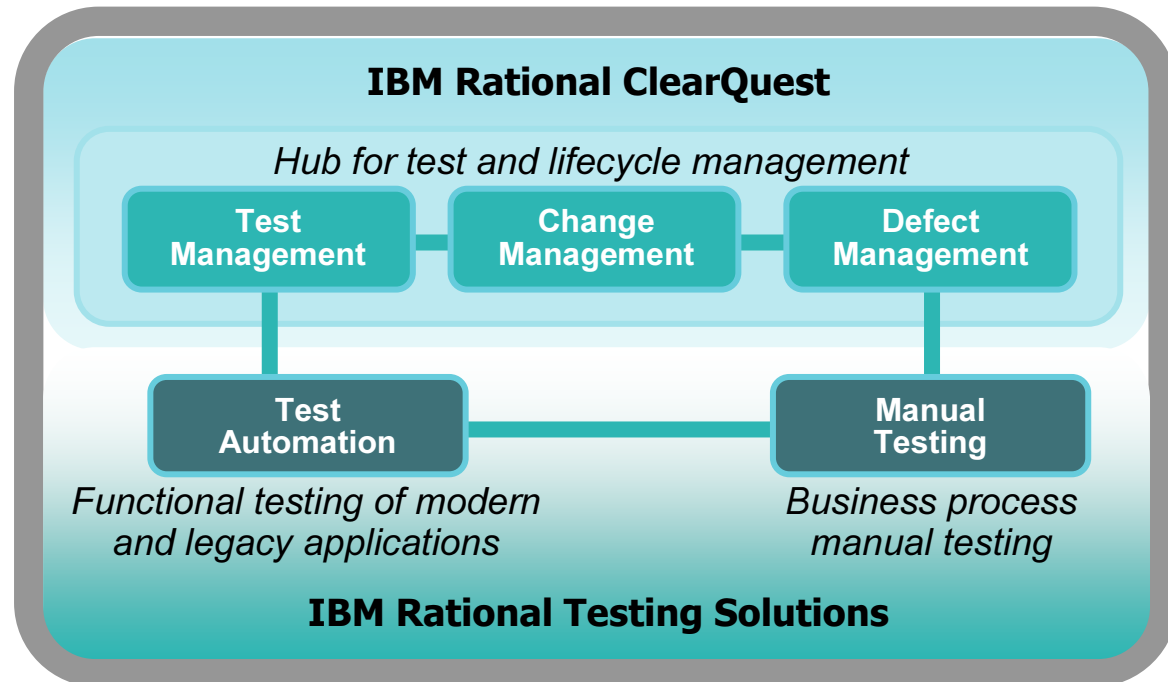 IBM Rational ClearQuest
Hub for test and lifecycle management
Test
Management
Change
Management
Defect
Management
Test
Automation
Manual
Testing
Functional testing of modern
and legacy applications
Business process
manual testing
IBM Rational Testing Solutions